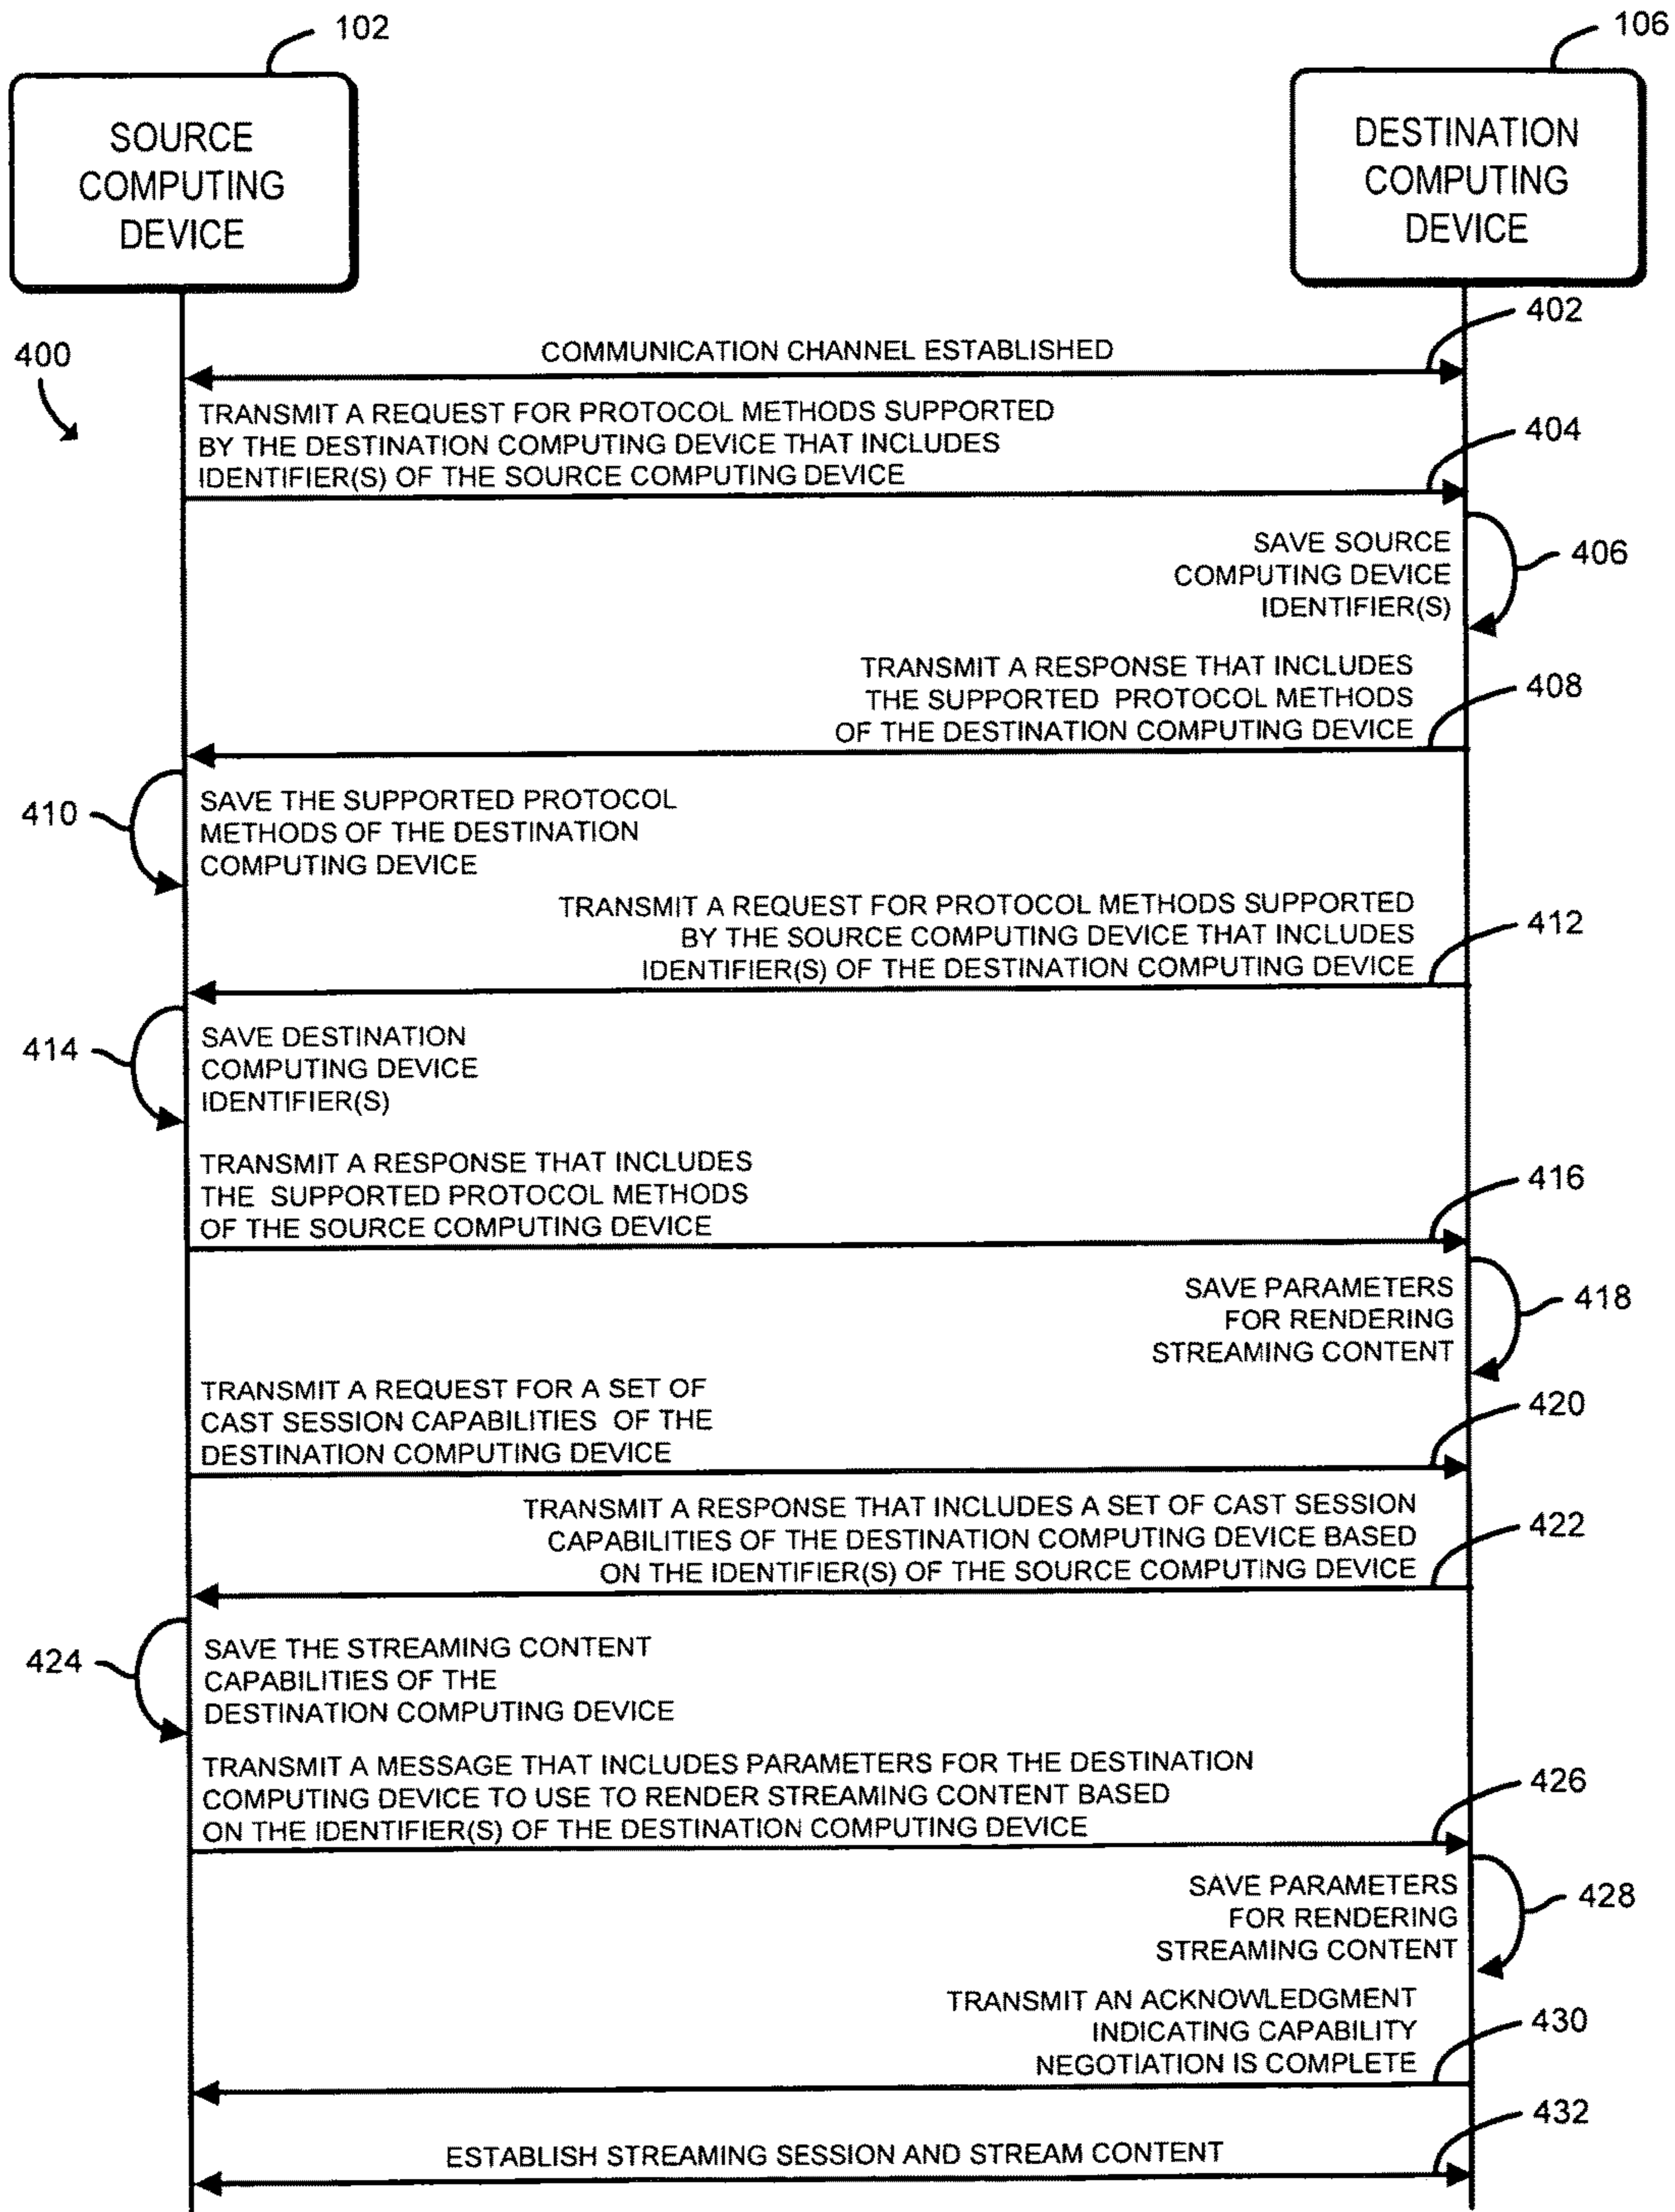 102
106
SOURCE
COMPUTING
DEVICE
DESTINATION
COMPUTING
DEVICE
400
402
COMMUNICATION CHANNEL ESTABLISHED
TRANSMIT A REQUEST FOR PROTOCOL METHODS SUPPORTED
BY THE DESTINATION COMPUTING DEVICE THAT INCLUDES
IDENTIFIER(S) OF THE SOURCE COMPUTING DEVICE
404
SAVE SOURCE
COMPUTING DEVICE
IDENTIFIER(S)
406
TRANSMIT A RESPONSE THAT INCLUDES
THE SUPPORTED PROTOCOL METHODS
OF THE DESTINATION COMPUTING DEVICE
408
410
SAVE THE SUPPORTED PROTOCOL
METHODS OF THE DESTINATION
COMPUTING DEVICE
TRANSMIT A REQUEST FOR PROTOCOL METHODS SUPPORTED
BY THE SOURCE COMPUTING DEVICE THAT INCLUDES
IDENTIFIER(S) OF THE DESTINATION COMPUTING DEVICE
412
414
SAVE DESTINATION
COMPUTING DEVICE
IDENTIFIER(S)
TRANSMIT A RESPONSE THAT INCLUDES
THE SUPPORTED PROTOCOL METHODS
OF THE SOURCE COMPUTING DEVICE
416
SAVE PARAMETERS
FOR RENDERING
STREAMING CONTENT
418
TRANSMIT A REQUEST FOR A SET OF
CAST SESSION CAPABILITIES OF THE
DESTINATION COMPUTING DEVICE
420
TRANSMIT A RESPONSE THAT INCLUDES A SET OF CAST SESSION
CAPABILITIES OF THE DESTINATION COMPUTING DEVICE BASED
ON THE IDENTIFIER(S) OF THE SOURCE COMPUTING DEVICE
422
424
SAVE THE STREAMING CONTENT
CAPABILITIES OF THE
DESTINATION COMPUTING DEVICE
TRANSMIT A MESSAGE THAT INCLUDES PARAMETERS FOR THE DESTINATION
COMPUTING DEVICE TO USE TO RENDER STREAMING CONTENT BASED
ON THE IDENTIFIER(S) OF THE DESTINATION COMPUTING DEVICE
426
SAVE PARAMETERS
FOR RENDERING
STREAMING CONTENT
428
TRANSMIT AN ACKNOWLEDGMENT
INDICATING CAPABILITY
NEGOTIATION IS COMPLETE
430
432
ESTABLISH STREAMING SESSION AND STREAM CONTENT